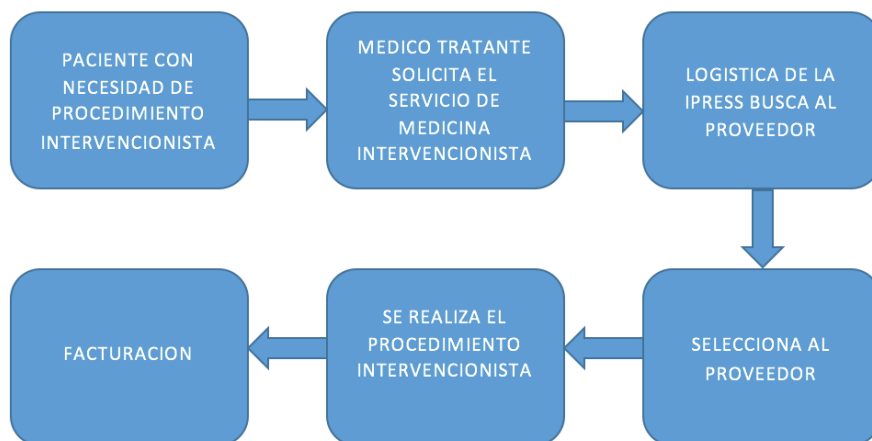 PACIENTE CON
NECESIDAD DE
PROCEDIMIENTO
INTERVENCIONISTA
MEDICO TRATANTE
SOLICITA EL
SERVICIO DE
MEDICINA
INTERVENCIONISTA
LOGISTICA DE LA
IPRESS BUSCA AL
PROVEEDOR
SELECCIONA AL
PROVEEDOR
SE REALIZA EL
PROCEDIMIENTO
INTERVENCIONISTA
FACTURACION